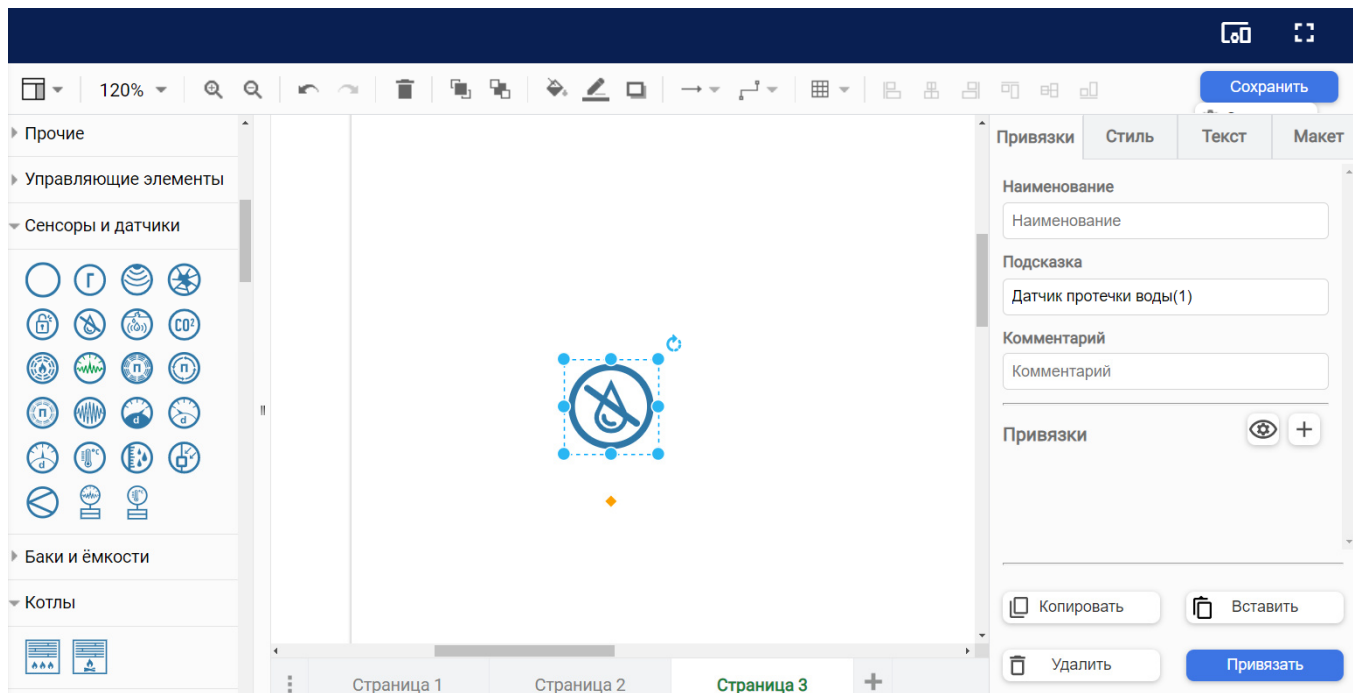 120%
Сохранить
Прочие
Управляющие элементы
Сенсоры и датчики
Г
CO²
П
П
П
d
d
d
°C
Баки и ёмкости
Котлы
Привязки
Стиль
Текст
Макет
Наименование
Наименование
Подсказка
Датчик протечки воды(1)
Комментарий
Комментарий
Привязки
Копировать
Вставить
Удалить
Привязать
Страница 1
Страница 2
Страница 3